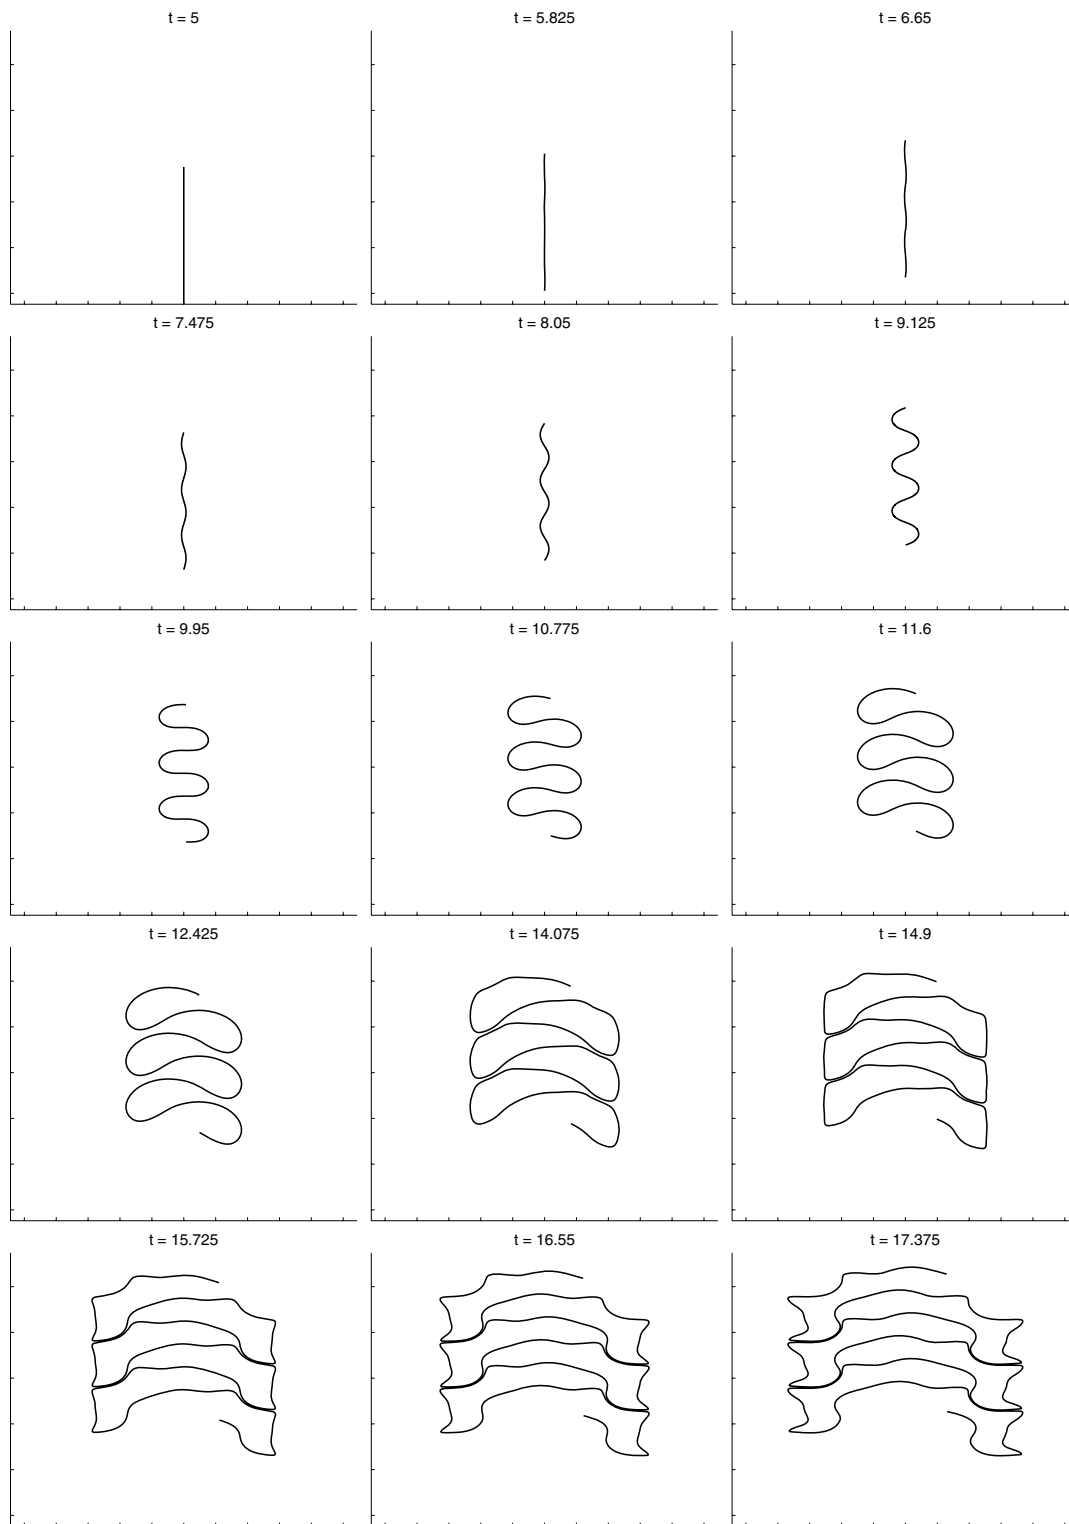 t = 5 t = 5.825 t = 6.65
t = 7.475 t = 8.05 t = 9.125
t = 9.95 t = 10.775 t = 11.6
t = 12.425 t = 14.075 t = 14.9
t = 15.725 t = 16.55 t = 17.375